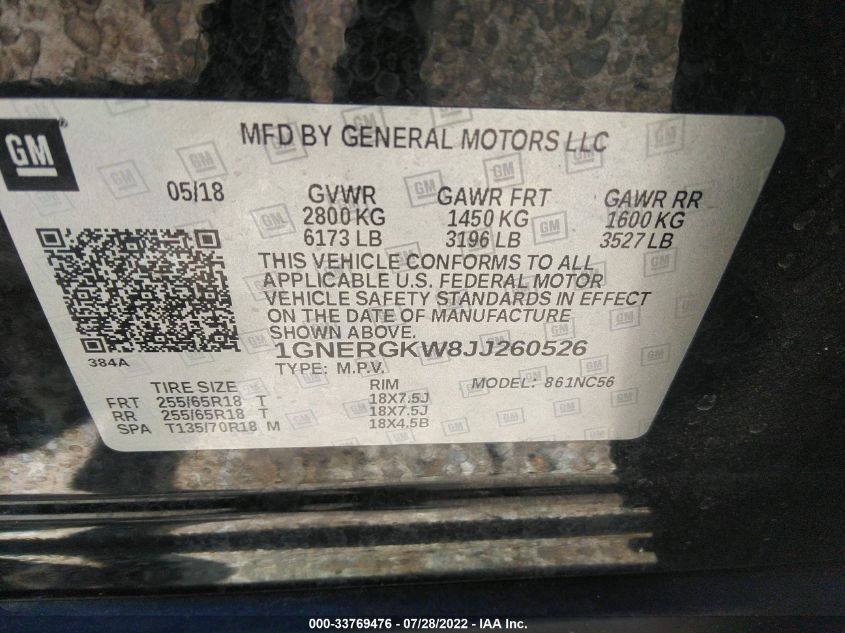 GM
MFD BY GENERAL MOTORS LLC
05/18 GVWR GAWR FRT GAWR RR
2800 KG 1450 KG 1600 KG
6173 LB 3196 LB 3527 LB
THIS VEHICLE CONFORMS TO ALL
APPLICABLE U.S. FEDERAL MOTOR
VEHICLE SAFETY STANDARDS IN EFFECT
ON THE DATE OF MANUFACTURE
SHOWN ABOVE.
1GNERGKW8JJ260526
384A TYPE: M.P.V.
TIRE SIZE RIM MODEL: 861NC56
FRT 255/65R18 T 18X7.5J
RR 255/65R18 T 18X7.5J
SPA T135/70R18 M 18X4.5B
000-33769476 / 07/28/2022 - IAA Inc.